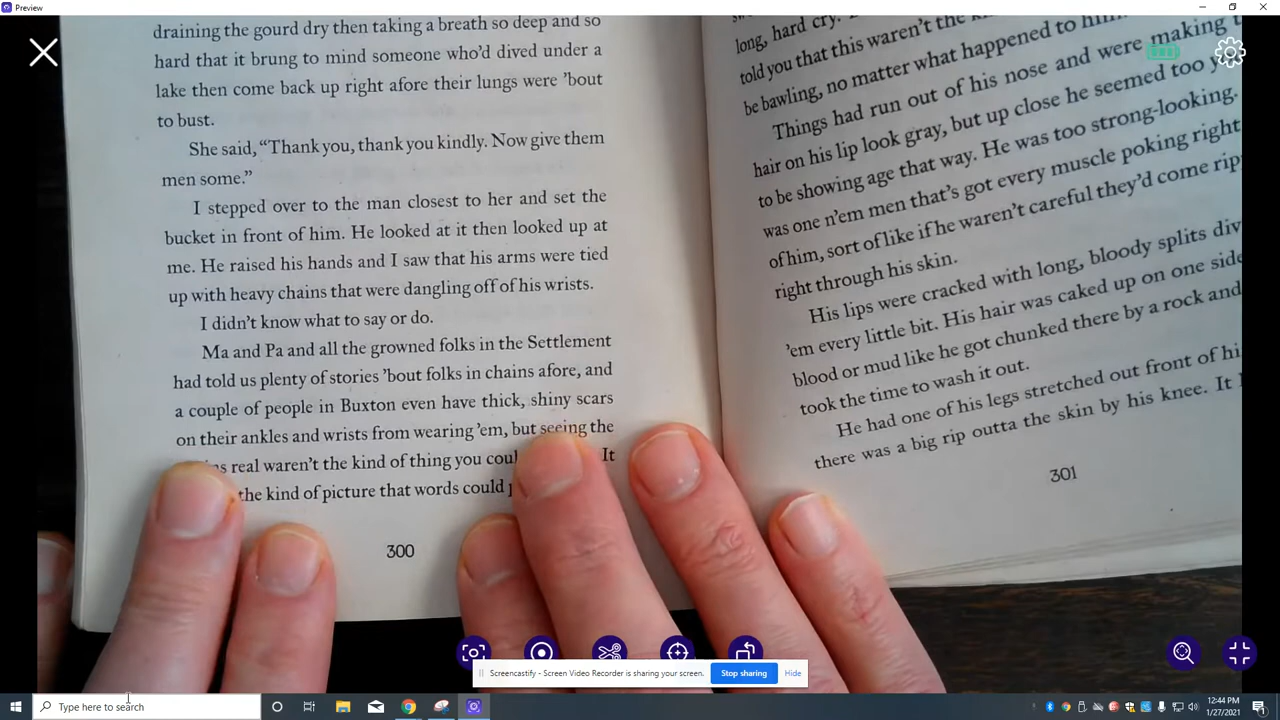 Preview
draining the gourd dry then taking a breath so deep and so
hard that it brung to mind someone who'd dived under a
lake then come back up right afore their lungs were 'bout
to bust.
She said, “Thank you, thank you kindly. Now give them
men some.”
I stepped over to the man closest to her and set the
bucket in front of him. He looked at it then looked up at
me. He raised his hands and I saw that his arms were tied
up with heavy chains that were dangling off of his wrists.
I didn't know what to say or do.
Ma and Pa and all the growned folks in the Settlement
had told us plenty of stories 'bout folks in chains afore, and
a couple of people in Buxton even have thick, shiny scars
on their ankles and wrists from wearing 'em, but seeing the
real waren't the kind of thing you It
the kind of picture that words could
300
long, hard cry.
told you that this waren't the
be bawling, no matter what happened to him
Things had run out of his nose and were making
hair on his lip look gray, but up close he seemed too
to be showing age that way. He was too strong-looking.
was one n'em men that's got every muscle poking right
of him, sort of like if he waren't careful they'd come
right through his skin.
His lips were cracked with long, bloody splits
'em every little bit. His hair was caked up on one side
blood or mud like he got chunked there by a rock and
took the time to wash it out.
He had one of his legs stretched out front of
there was a big rip outta the skin by his knee. It
301
Screencastify - Screen Video Recorder is sharing your screen.
Stop sharing
Hide
Type here to search
12:44 PM
1/27/2021